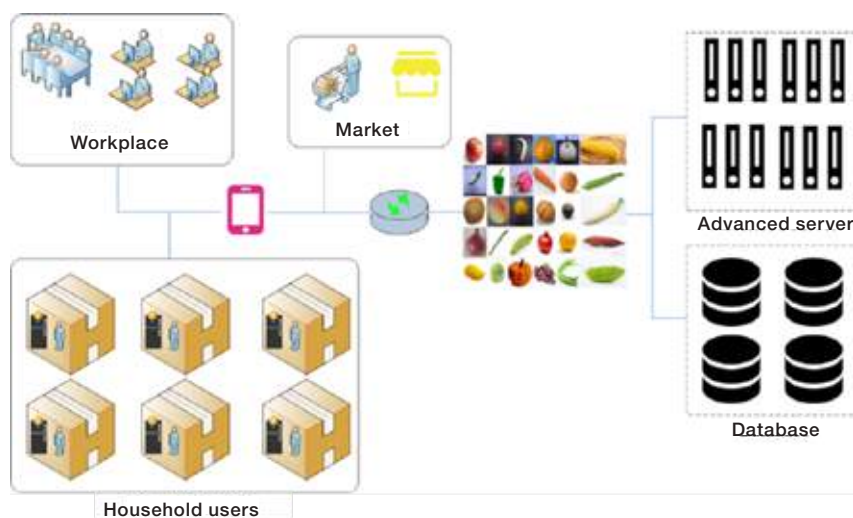 Workplace
Market
Advanced server
Database
Household users